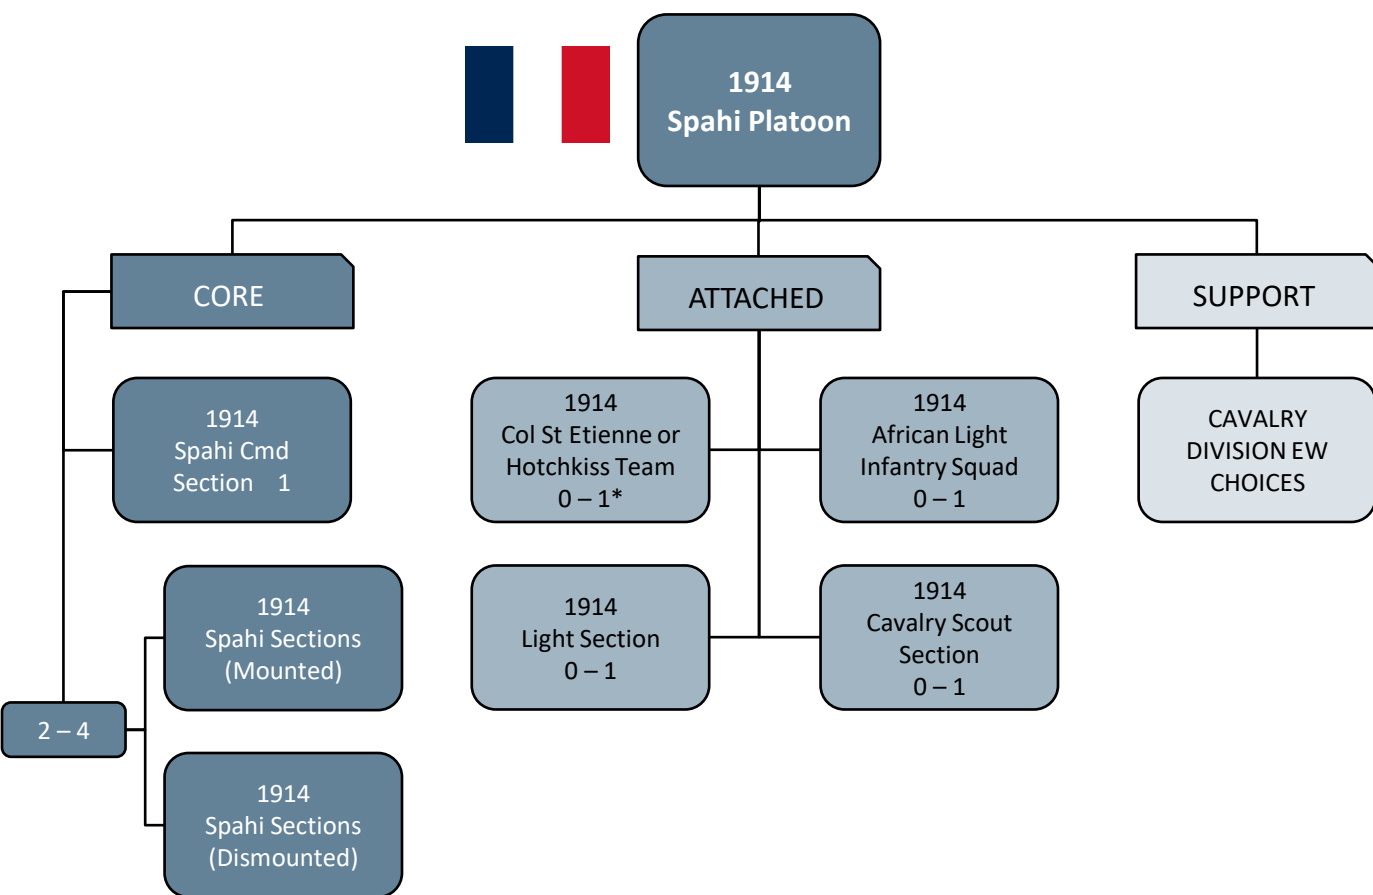 1914
Spahi Platoon
CORE
ATTACHED
SUPPORT
1914
Spahi Cmd
Section 1
1914
Col St Etienne or
Hotchkiss Team
0 – 1*
1914
African Light
Infantry Squad
0 – 1
CAVALRY
DIVISION EW
CHOICES
1914
Spahi Sections
(Mounted)
1914
Light Section
0 – 1
1914
Cavalry Scout
Section
0 – 1
2 – 4
1914
Spahi Sections
(Dismounted)